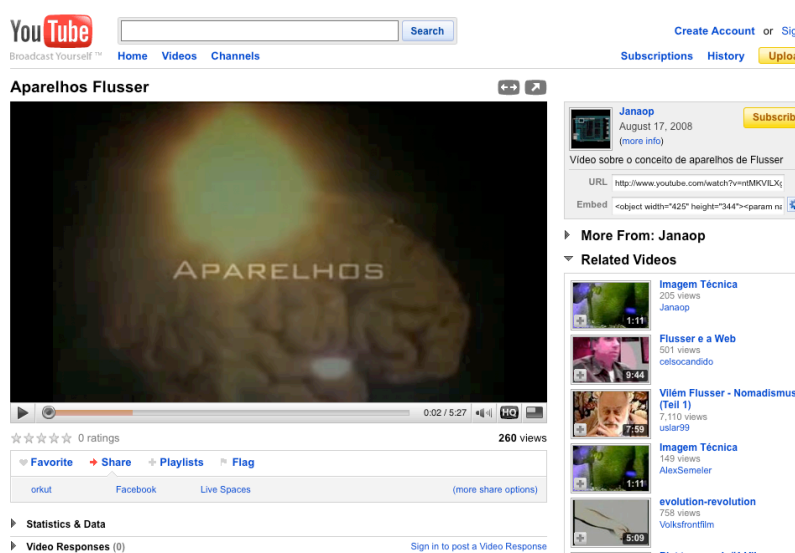 You Tube
Broadcast Yourself ™
Search
Home Videos Channels
Create Account or
Subscriptions History
Aparelhos Flusser
APARELHOS
0:02 / 5:27 HQ
0 ratings
260 views
Favorite Share Playlists Flag
orkut Facebook Live Spaces (more share options)
Statistics & Data
Video Responses (0)
Sign in to post a Video Response
Janaop
August 17, 2008
(more info)
Vídeo sobre o conceito de aparelhos de Flusser
URL http://www.youtube.com/watch?v=ntMKVILX
Embed <object width="425" height="344"><param
More From: Janaop
Related Videos
Imagem Técnica
205 views
Janaop
1:11
Flusser e a Web
501 views
celsocandido
9:44
Vilém Flusser - Nomadismus
(Teil 1)
7,110 views
uslar99
7:59
Imagem Técnica
149 views
AlexSemeler
1:11
evolution-revolution
758 views
Volksfrontfilm
5:09